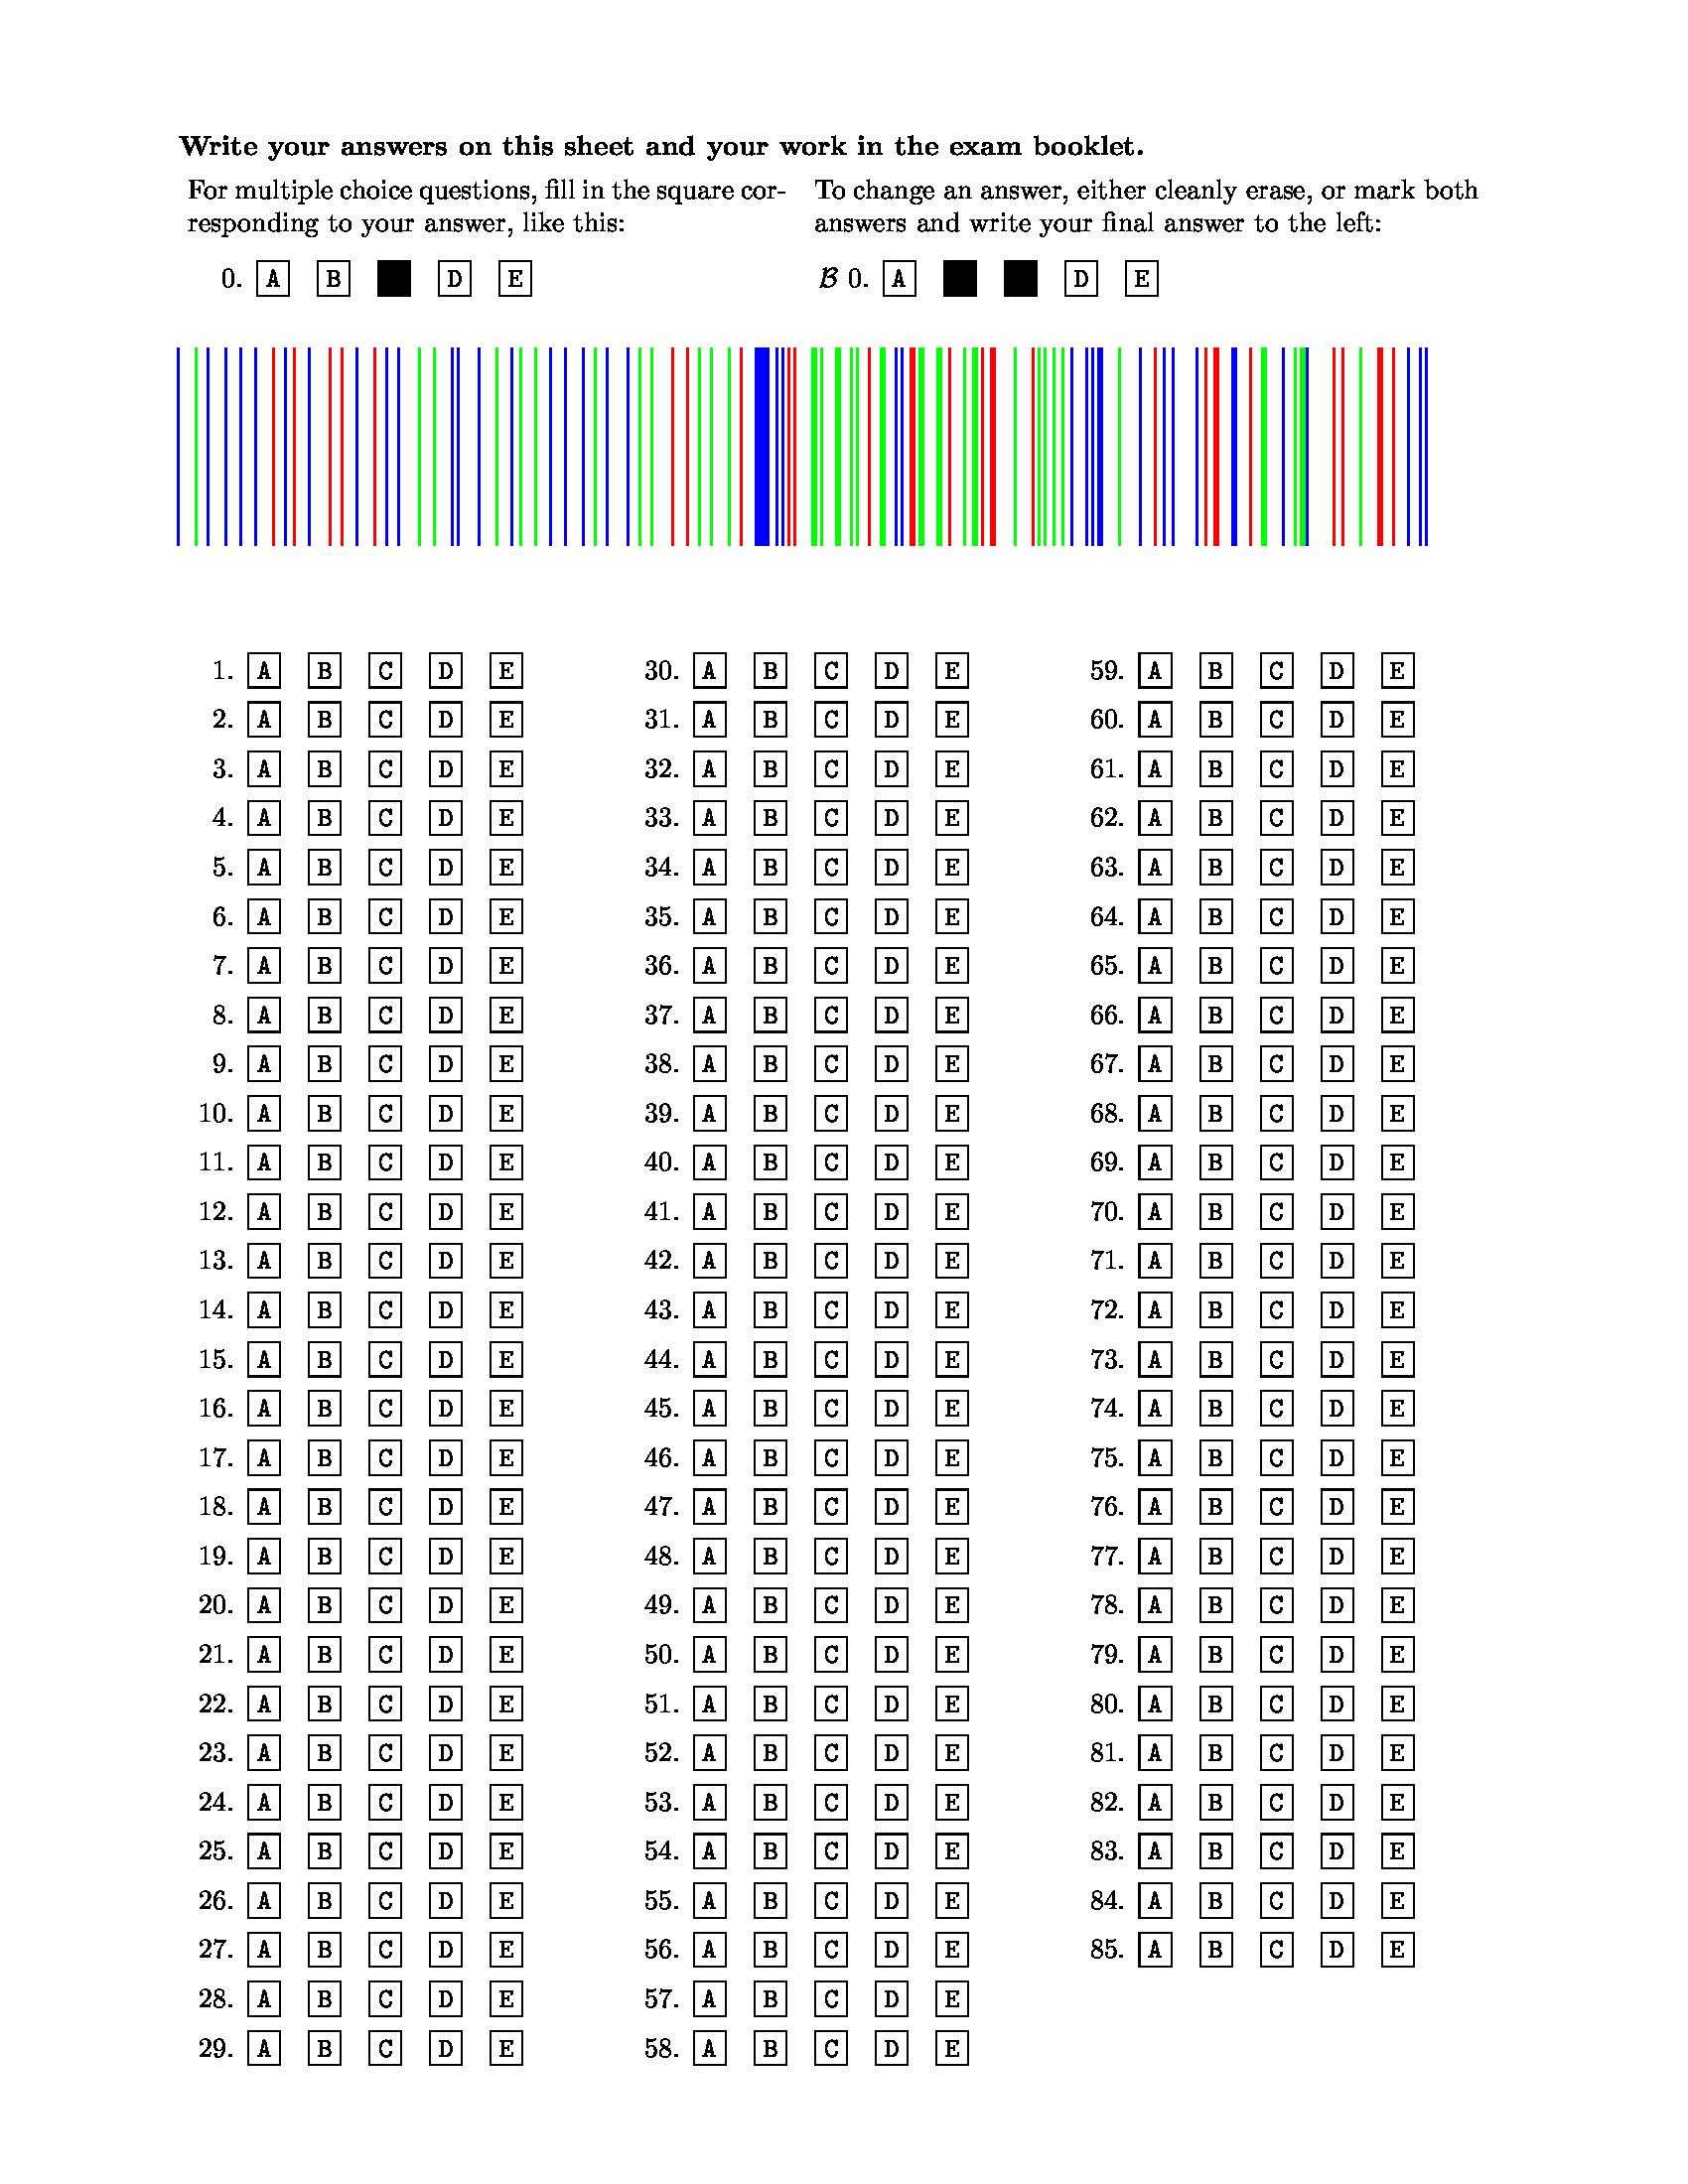 Write your answers on this sheet and your work in the exam booklet.
For multiple choice questions, fill in the square cor-
responding to your answer, like this:
0. A B D E
To change an answer, either cleanly erase, or mark both
answers and write your final answer to the left:
B 0. A D E
1. A B C D E
2. A B C D E
3. A B C D E
4. A B C D E
5. A B C D E
6. A B C D E
7. A B C D E
8. A B C D E
9. A B C D E
10. A B C D E
11. A B C D E
12. A B C D E
13. A B C D E
14. A B C D E
15. A B C D E
16. A B C D E
17. A B C D E
18. A B C D E
19. A B C D E
20. A B C D E
21. A B C D E
22. A B C D E
23. A B C D E
24. A B C D E
25. A B C D E
26. A B C D E
27. A B C D E
28. A B C D E
29. A B C D E
30. A B C D E
31. A B C D E
32. A B C D E
33. A B C D E
34. A B C D E
35. A B C D E
36. A B C D E
37. A B C D E
38. A B C D E
39. A B C D E
40. A B C D E
41. A B C D E
42. A B C D E
43. A B C D E
44. A B C D E
45. A B C D E
46. A B C D E
47. A B C D E
48. A B C D E
49. A B C D E
50. A B C D E
51. A B C D E
52. A B C D E
53. A B C D E
54. A B C D E
55. A B C D E
56. A B C D E
57. A B C D E
58. A B C D E
59. A B C D E
60. A B C D E
61. A B C D E
62. A B C D E
63. A B C D E
64. A B C D E
65. A B C D E
66. A B C D E
67. A B C D E
68. A B C D E
69. A B C D E
70. A B C D E
71. A B C D E
72. A B C D E
73. A B C D E
74. A B C D E
75. A B C D E
76. A B C D E
77. A B C D E
78. A B C D E
79. A B C D E
80. A B C D E
81. A B C D E
82. A B C D E
83. A B C D E
84. A B C D E
85. A B C D E